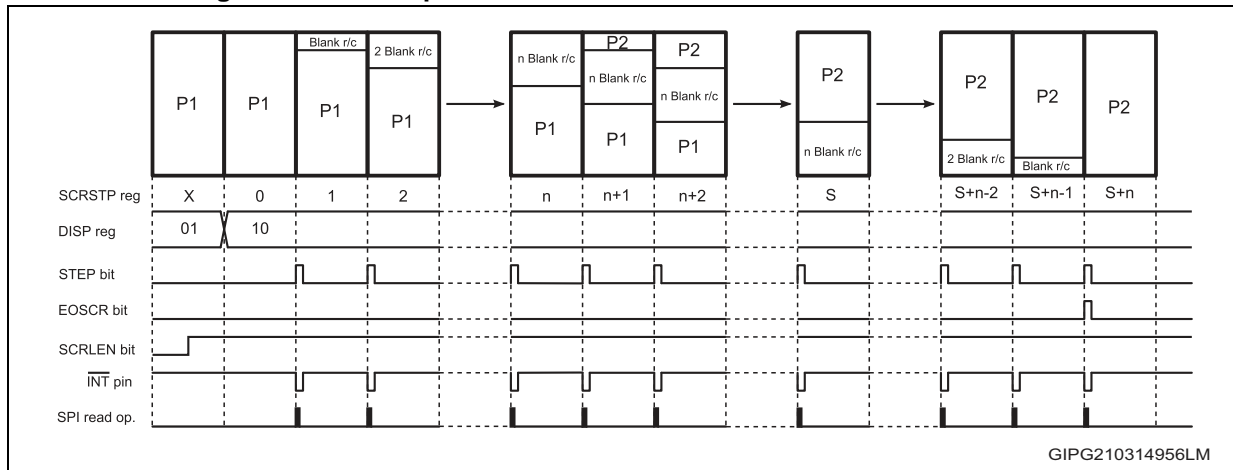 Blank r/c
2 Blank r/c
P1
P1
P1
P1
n Blank r/c
P1
P2
n Blank r/c
P1
P2
n Blank r/c
P1
P2
n Blank r/c
P2
2 Blank r/c
P2
Blank r/c
P2
SCRSTP reg X 0 1 2 n n+1 n+2 S S+n-2 S+n-1 S+n
DISP reg 01 10
STEP bit
EOSCR bit
SCRLEN bit
INT pin
SPI read op.
GIPG210314956LM